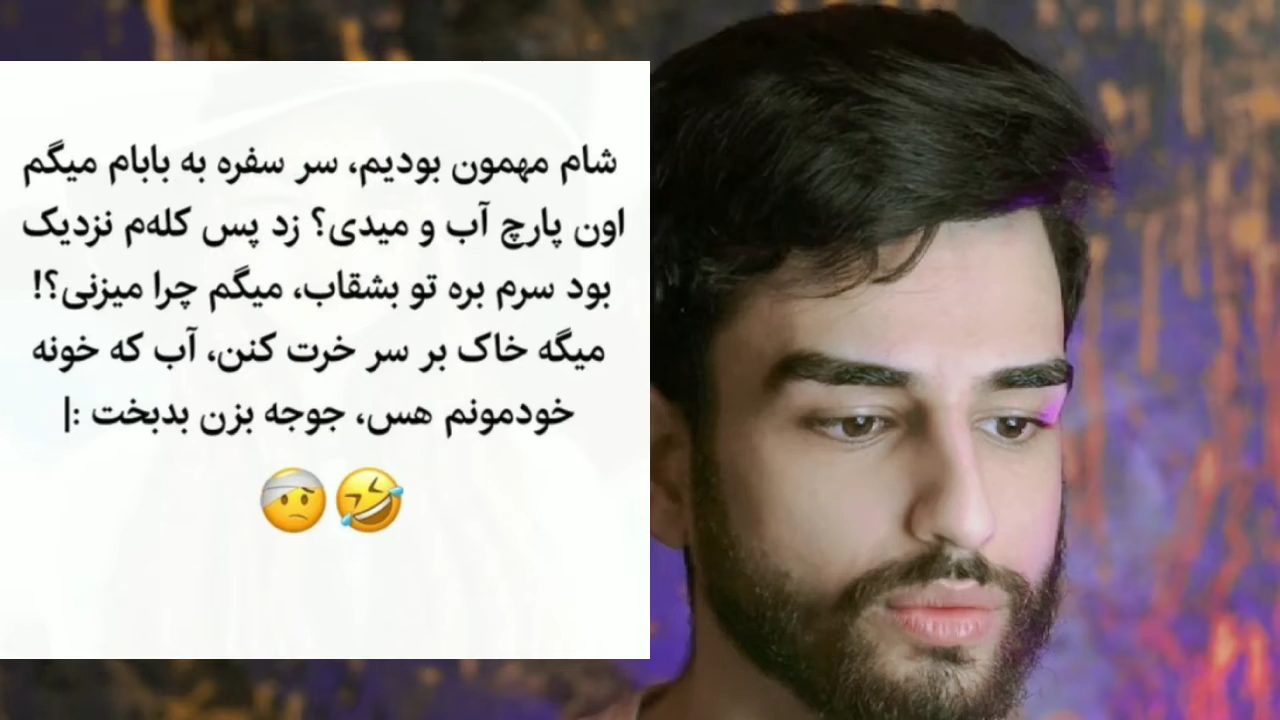 شام مهمون بودیم، سر سفره به بابام میگم
اون پارچ آب و میدی؟ زد پس کله‌م نزدیک
بود سرم بره تو بشقاب، میگم چرا میزنی؟!
میگه خاک بر سر خرت کنن، آب که خونه
خودمونم هس، جوجه بزن بدبخت :|
🤣🤕